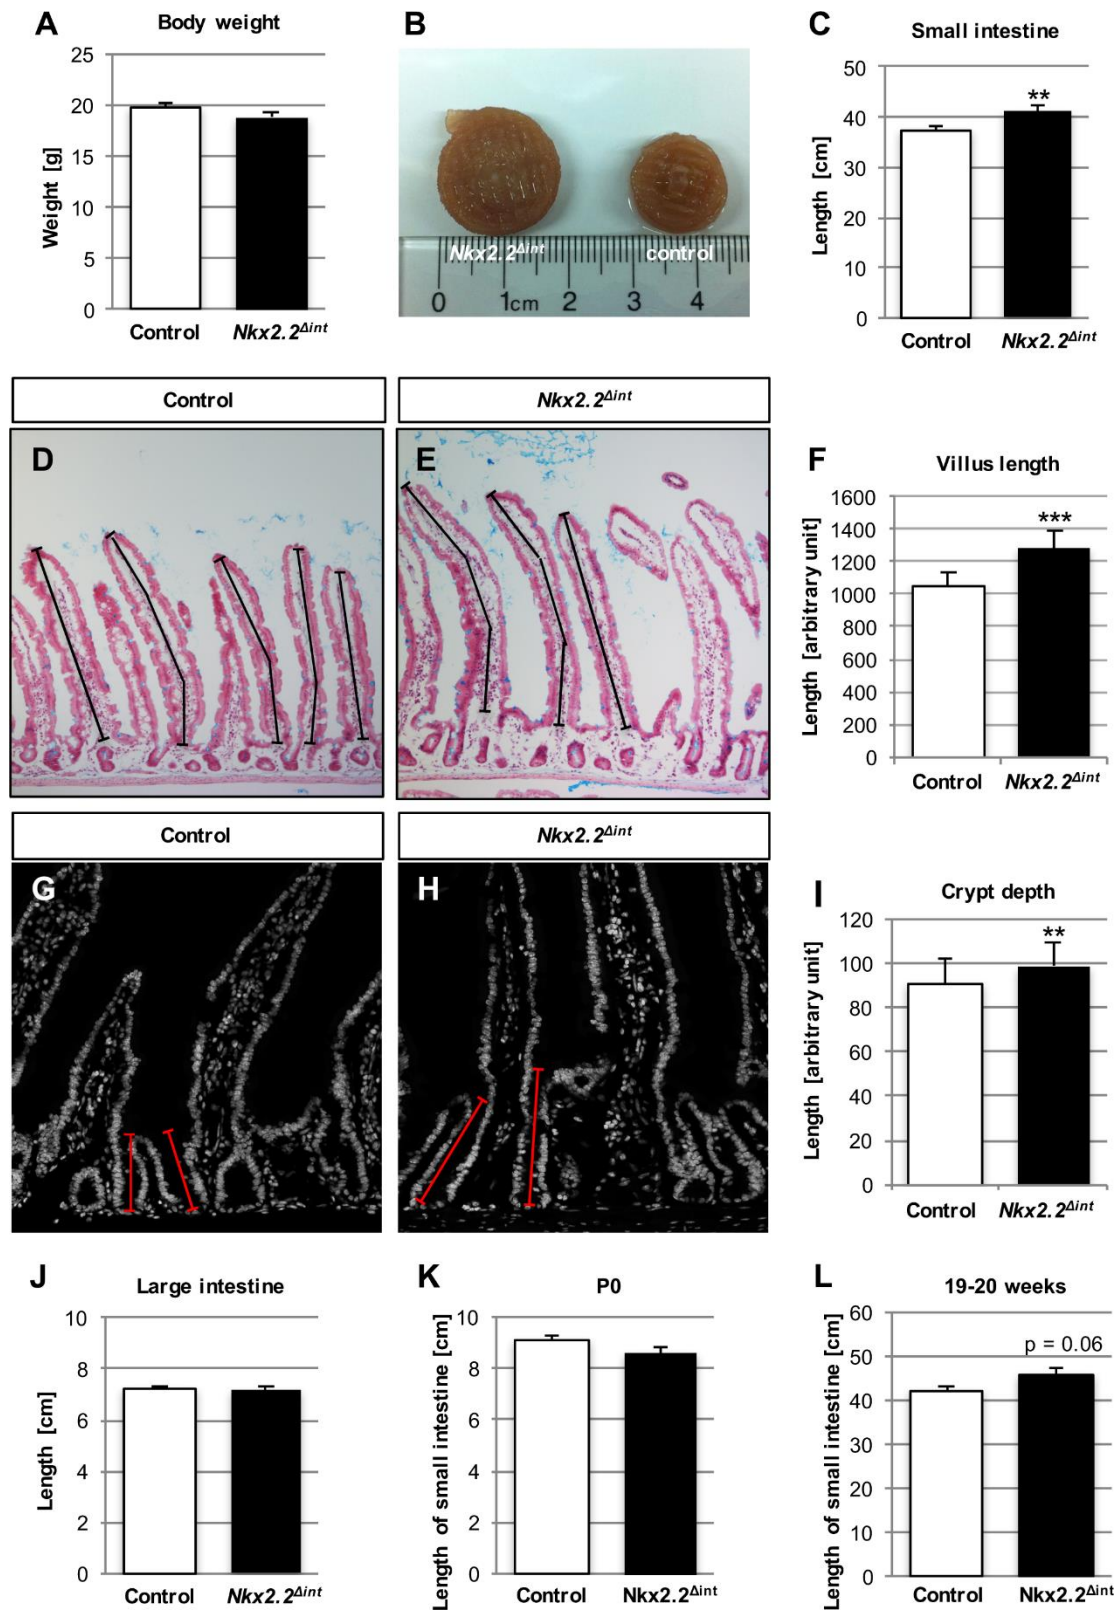 A
Body weight
Weight [g]
25
20
15
10
5
0
Control
Nkx2.2Δint
B
Nkx2.2Δint
control
0
1cm
2
3
4
C
Small intestine
Length [cm]
50
40
30
20
10
0
**
Control
Nkx2.2Δint
Control
Nkx2.2Δint
D
E
F
Villus length
Length [arbitrary unit]
1600
1400
1200
1000
800
600
400
200
0
***
Control
Nkx2.2Δint
Control
Nkx2.2Δint
G
H
I
Crypt depth
Length [arbitrary unit]
120
100
80
60
40
20
0
**
Control
Nkx2.2Δint
J
Large intestine
Length [cm]
10
8
6
4
2
0
Control
Nkx2.2Δint
K
P0
Length of small intestine [cm]
10
8
6
4
2
0
Control
Nkx2.2Δint
L
19-20 weeks
Length of small intestine [cm]
60
50
40
30
20
10
0
p = 0.06
Control
Nkx2.2Δint